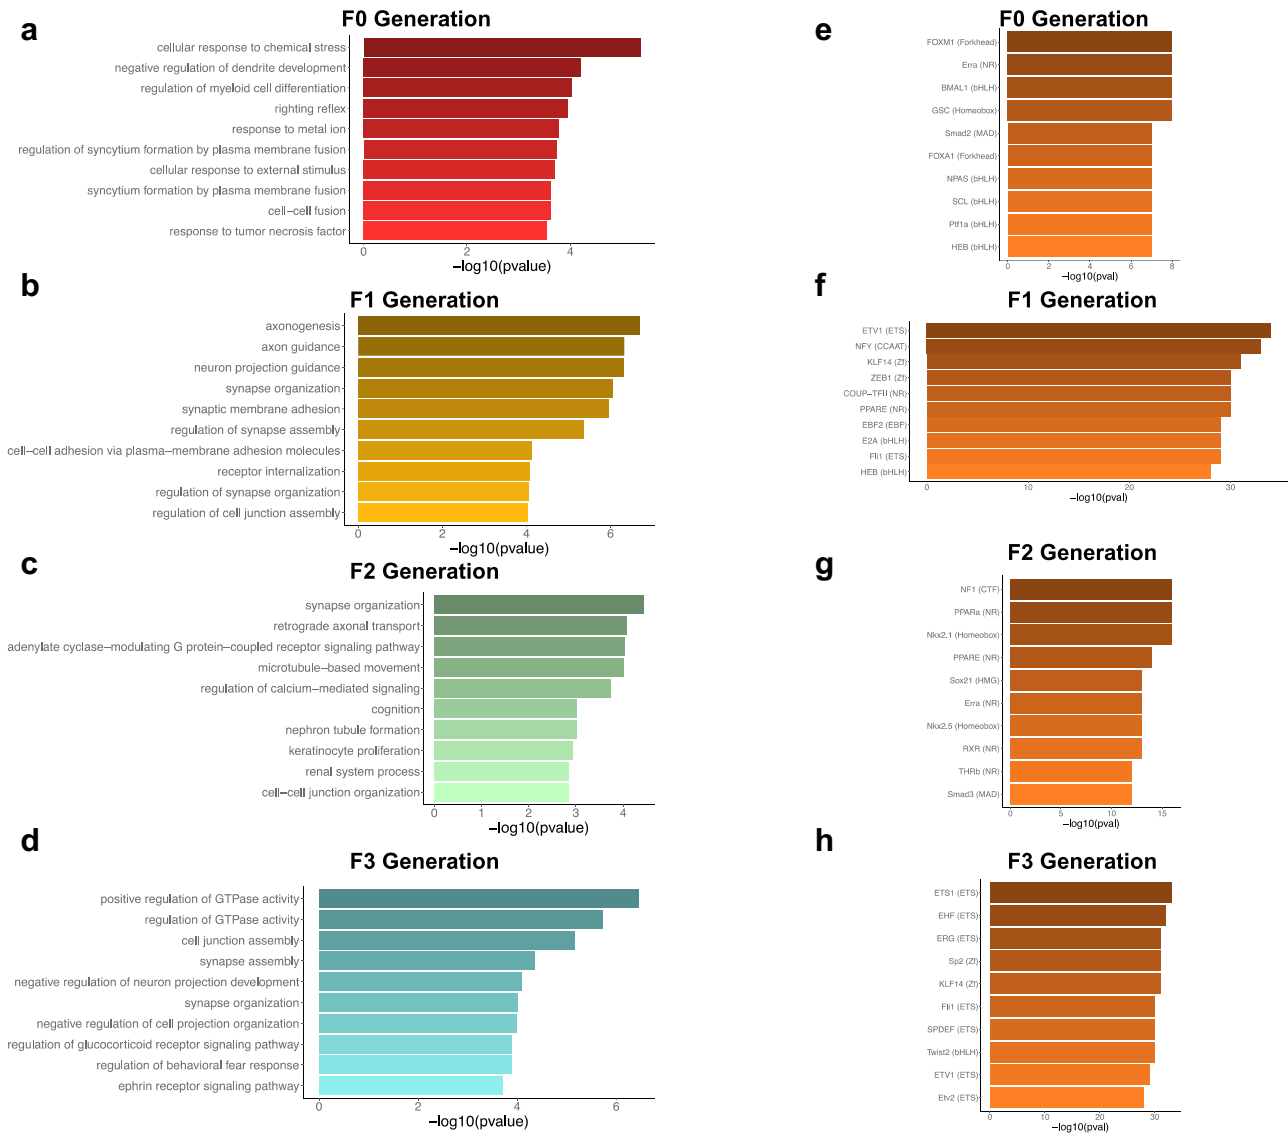 a
F0 Generation
cellular response to chemical stress
negative regulation of dendrite development
regulation of myeloid cell differentiation
righting reflex
response to metal ion
regulation of syncytium formation by plasma membrane fusion
cellular response to external stimulus
syncytium formation by plasma membrane fusion
cell−cell fusion
response to tumor necrosis factor
0 2 4
−log10(pvalue)
b
F1 Generation
axonogenesis
axon guidance
neuron projection guidance
synapse organization
synaptic membrane adhesion
regulation of synapse assembly
cell−cell adhesion via plasma−membrane adhesion molecules
receptor internalization
regulation of synapse organization
regulation of cell junction assembly
0 2 4 6
−log10(pvalue)
c
F2 Generation
synapse organization
retrograde axonal transport
adenylate cyclase−modulating G protein−coupled receptor signaling pathway
microtubule−based movement
regulation of calcium−mediated signaling
cognition
nephron tubule formation
keratinocyte proliferation
renal system process
cell−cell junction organization
0 1 2 3 4
−log10(pvalue)
d
F3 Generation
positive regulation of GTPase activity
regulation of GTPase activity
cell junction assembly
synapse assembly
negative regulation of neuron projection development
synapse organization
negative regulation of cell projection organization
regulation of glucocorticoid receptor signaling pathway
regulation of behavioral fear response
ephrin receptor signaling pathway
0 2 4 6
−log10(pvalue)
e
F0 Generation
FOXM1 (Forkhead)
Erra (NR)
BMAL1 (bHLH)
GSC (Homeobox)
Smad2 (MAD)
FOXA1 (Forkhead)
NPAS (bHLH)
SCL (bHLH)
Ptf1a (bHLH)
HEB (bHLH)
0 2 4 6 8
−log10(pval)
f
F1 Generation
ETV1 (ETS)
NFY (CCAAT)
KLF14 (Zf)
ZEB1 (Zf)
COUP−TFII (NR)
PPARE (NR)
EBF2 (EBF)
E2A (bHLH)
Fli1 (ETS)
HEB (bHLH)
0 10 20 30
−log10(pval)
g
F2 Generation
NF1 (CTF)
PPARa (NR)
Nkx2.1 (Homeobox)
PPARE (NR)
Sox21 (HMG)
Erra (NR)
Nkx2.5 (Homeobox)
RXR (NR)
THRb (NR)
Smad3 (MAD)
0 5 10 15
−log10(pval)
h
F3 Generation
ETS1 (ETS)
EHF (ETS)
ERG (ETS)
Sp2 (Zf)
KLF14 (Zf)
Fli1 (ETS)
SPDEF (ETS)
Twist2 (bHLH)
ETV1 (ETS)
Etv2 (ETS)
0 10 20 30
−log10(pval)